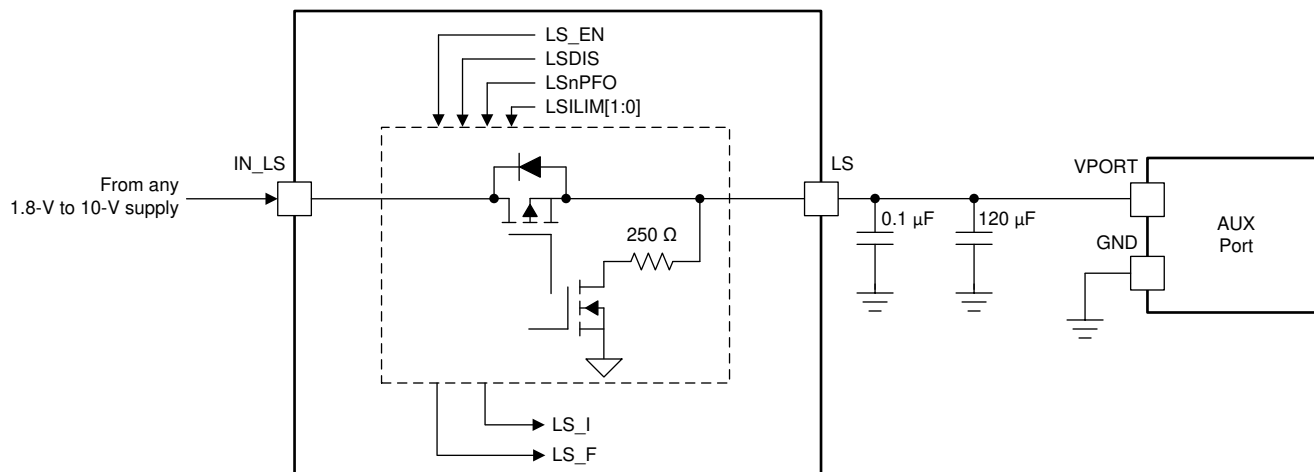 LS_EN
LSDIS
LSnPFO
LSILIM[1:0]
IN_LS
From any
1.8-V to 10-V supply
250 Ω
LS
0.1 µF
120 µF
VPORT
GND
AUX
Port
LS_I
LS_F